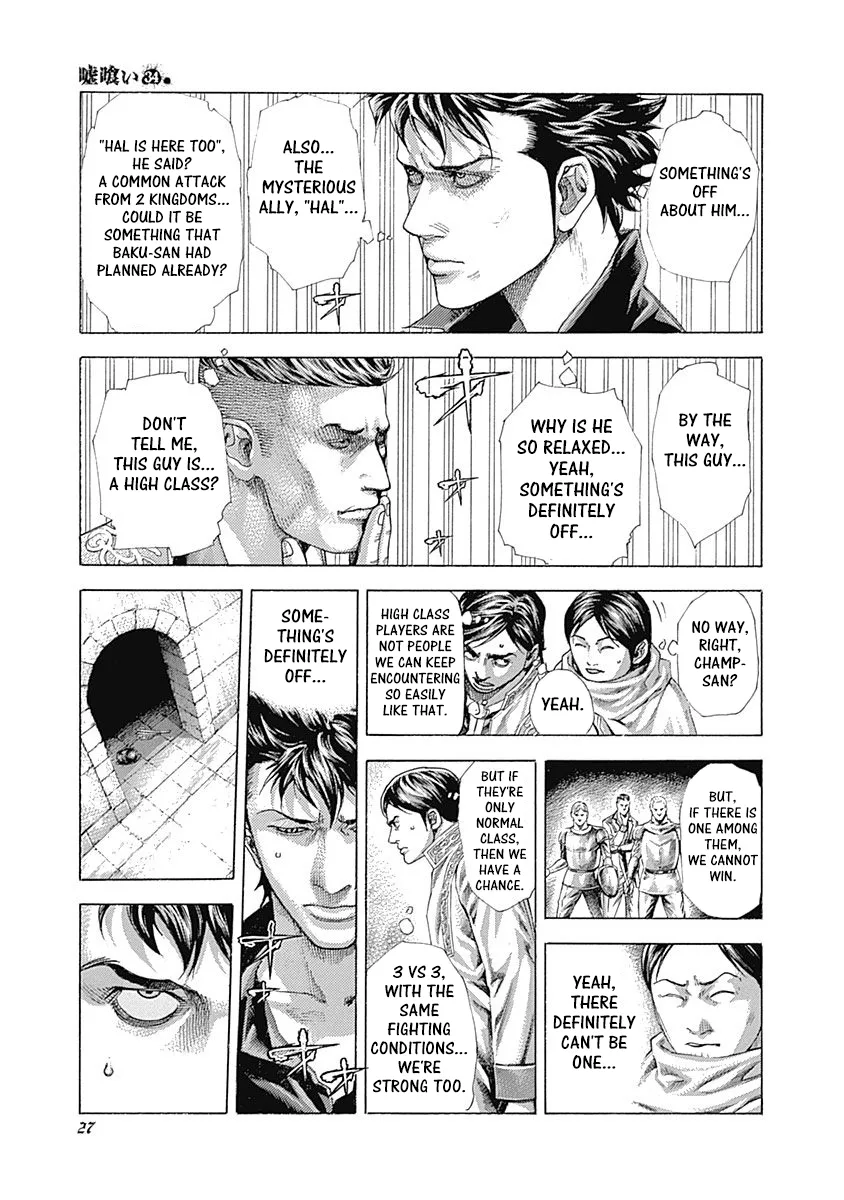 嘘喰い 34
SOMETHING'S
OFF
ABOUT HIM...
ALSO...
THE
MYSTERIOUS
ALLY, "HAL"...
"HAL IS HERE TOO",
HE SAID?
A COMMON ATTACK
FROM 2 KINGDOMS...
COULD IT BE
SOMETHING THAT
BAKU-SAN HAD
PLANNED ALREADY?
BY THE
WAY,
THIS GUY...
WHY IS HE
SO RELAXED...
YEAH,
SOMETHING'S
DEFINITELY
OFF...
DON'T
TELL ME,
THIS GUY IS...
A HIGH CLASS?
NO WAY,
RIGHT,
CHAMP-
SAN?
YEAH.
HIGH CLASS
PLAYERS ARE
NOT PEOPLE
WE CAN KEEP
ENCOUNTERING
SO EASILY
LIKE THAT.
BUT,
IF THERE IS
ONE AMONG
THEM,
WE CANNOT
WIN.
YEAH,
THERE
DEFINITELY
CAN'T BE
ONE...
BUT IF
THEY'RE
ONLY
NORMAL
CLASS,
THEN WE
HAVE A
CHANCE.
3 VS 3,
WITH THE
SAME
FIGHTING
CONDITIONS...
WE'RE
STRONG TOO.
SOME-
THING'S
DEFINITELY
OFF...
27